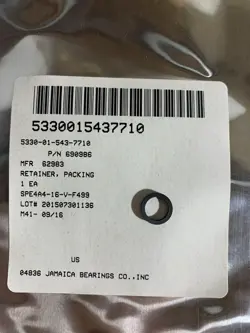 5330015437710
5330-01-543-7710
P/N 690986
MFR 62983
RETAINER, PACKING
1 EA
SPE4A4-16-V-F499
LOT# 201507301136
M41- 09/16
US
04836 JAMAICA BEARINGS CO.,INC